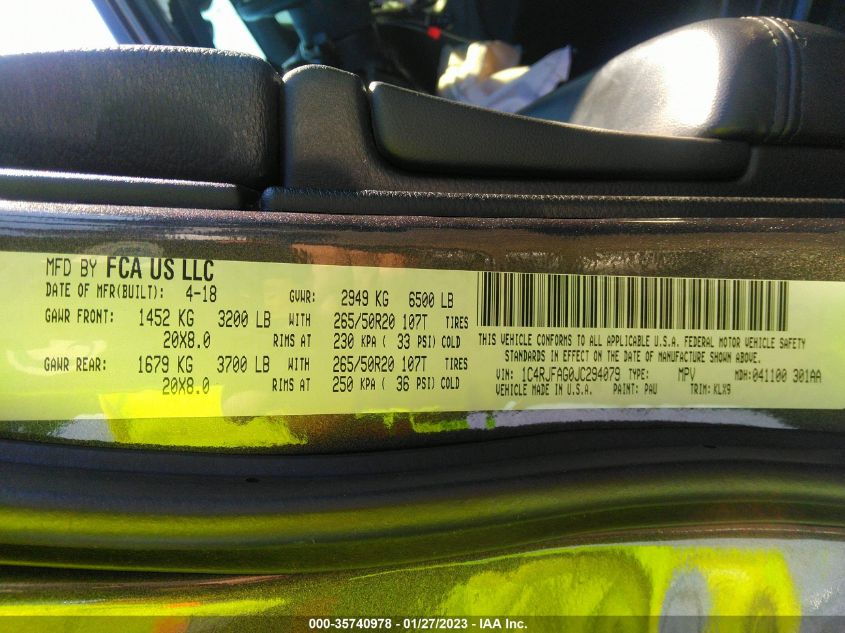 MFD BY FCA US LLC
DATE OF MFR(BUILT): 4-18 GVWR: 2949 KG 6500 LB
GAWR FRONT: 1452 KG 3200 LB WITH 265/50R20 107T TIRES
20X8.0 RIMS AT 230 KPA ( 33 PSI) COLD
GAWR REAR: 1679 KG 3700 LB WITH 265/50R20 107T TIRES
20X8.0 RIMS AT 250 KPA ( 36 PSI) COLD
THIS VEHICLE CONFORMS TO ALL APPLICABLE U.S.A. FEDERAL MOTOR VEHICLE SAFETY
STANDARDS IN EFFECT ON THE DATE OF MANUFACTURE SHOWN ABOVE.
VIN: 1C4RJFAG0JC294079 TYPE: MPV MDH: 041100 301AA
VEHICLE MADE IN U.S.A. PAINT: PAU TRIM: KLX9
000-35740978 - 01/27/2023 - IAA Inc.